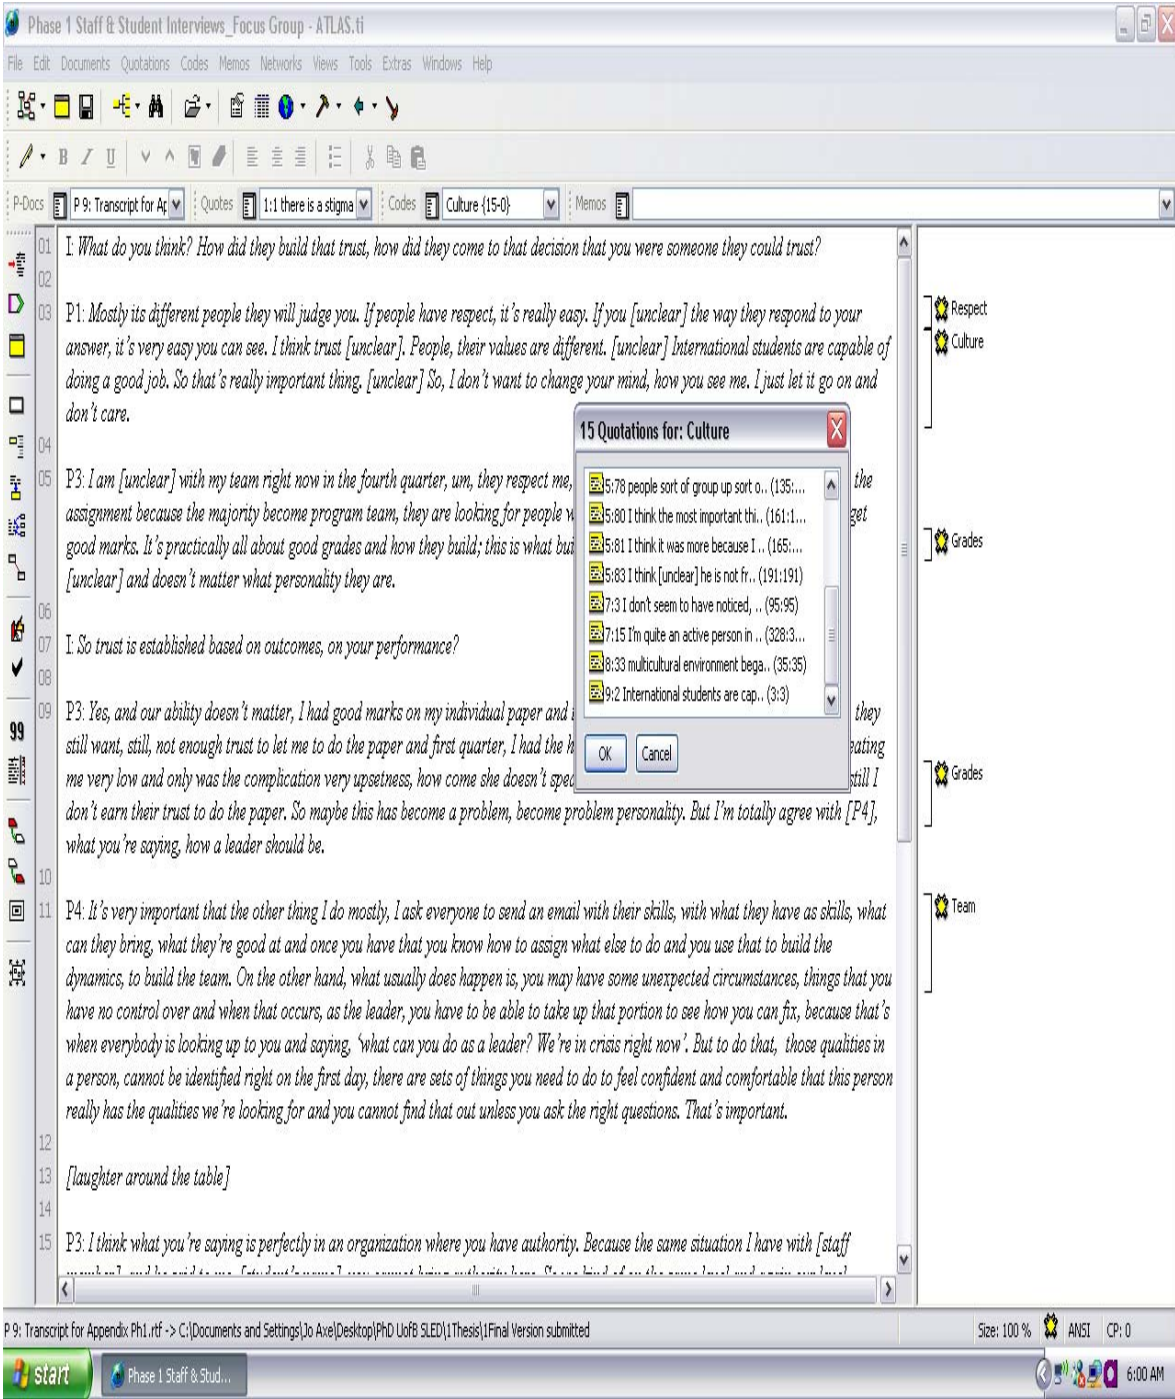 Phase 1 Staff & Student Interviews_Focus Group - ATLAS.ti
File Edit Documents Quotations Codes Memos Networks Views Tools Extras Windows Help
B I U
P-Docs P 9: Transcript for Ap Quotes 1:1 there is a stigma Codes Culture {15-0} Memos
01 I: What do you think? How did they build that trust, how did they come to that decision that you were someone they could trust?
02
03 P1: Mostly its different people they will judge you. If people have respect, it's really easy. If you [unclear] the way they respond to your
answer, it's very easy you can see. I think trust [unclear]. People, their values are different. [unclear] International students are capable of
doing a good job. So that's really important thing. [unclear] So, I don't want to change your mind, how you see me. I just let it go on and
don't care.
04
05 P3: I am [unclear] with my team right now in the fourth quarter, um, they respect me, the
assignment because the majority become program team, they are looking for people w get
good marks. It's practically all about good grades and how they build; this is what bui
[unclear] and doesn't matter what personality they are.
06
07 I: So trust is established based on outcomes, on your performance?
08
09 P3: Yes, and our ability doesn't matter, I had good marks on my individual paper and they
still want, still, not enough trust to let me to do the paper and first quarter, I had the h eating
me very low and only was the complication very upsetness, how come she doesn't spea still I
don't earn their trust to do the paper. So maybe this has become a problem, become problem personality. But I'm totally agree with [P4],
what you're saying, how a leader should be.
10
11 P4: It's very important that the other thing I do mostly, I ask everyone to send an email with their skills, with what they have as skills, what
can they bring, what they're good at and once you have that you know how to assign what else to do and you use that to build the
dynamics, to build the team. On the other hand, what usually does happen is, you may have some unexpected circumstances, things that you
have no control over and when that occurs, as the leader, you have to be able to take up that portion to see how you can fix, because that's
when everybody is looking up to you and saying, 'what can you do as a leader? We're in crisis right now'. But to do that, those qualities in
a person, cannot be identified right on the first day, there are sets of things you need to do to feel confident and comfortable that this person
really has the qualities we're looking for and you cannot find that out unless you ask the right questions. That's important.
12
13 [laughter around the table]
14
15 P3: I think what you're saying is perfectly in an organization where you have authority. Because the same situation I have with [staff
15 Quotations for: Culture
5:78 people sort of group up sort o.. (135:...
5:80 I think the most important thi.. (161:1...
5:81 I think it was more because I .. (165:...
5:83 I think [unclear] he is not fr.. (191:191)
7:3 I don't seem to have noticed, .. (95:95)
7:15 I'm quite an active person in .. (328:3...
8:33 multicultural environment bega.. (35:35)
9:2 International students are cap.. (3:3)
OK Cancel
Respect
Culture
Grades
Grades
Team
99
P 9: Transcript for Appendix Ph1.rtf -> C:\Documents and Settings\Jo Axe\Desktop\PhD UofB SLED\1Thesis\1Final Version submitted Size: 100 % ANSI CP: 0
start Phase 1 Staff & Stud... 6:00 AM